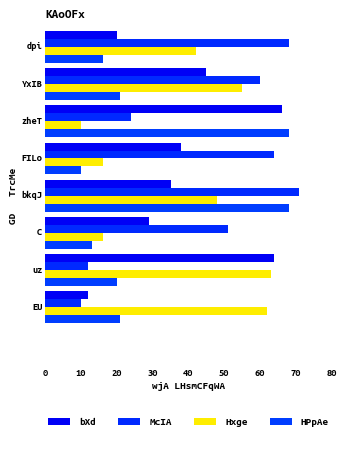 KAoOFx
dpi
YxIB
zheT
FILo
bkqJ
C
uz
EU
GD TrcMe
0 10 20 30 40 50 60 70 80
wjA LHsmCFqWA
bXd McIA Hxge HPpAe